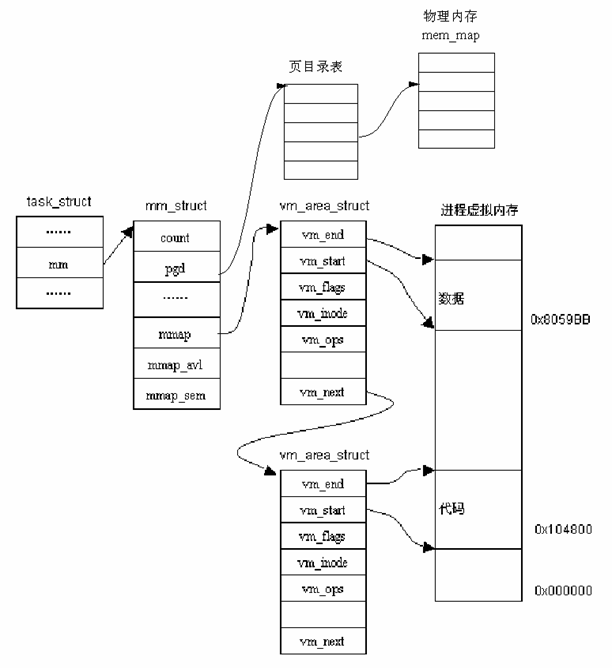 物理内存
mem_map
页目录表
task_struct
......
mm
......
mm_struct
count
pgd
......
mmap
mmap_avl
mmap_sem
vm_area_struct
vm_end
vm_start
vm_flags
vm_inode
vm_ops
vm_next
vm_area_struct
vm_end
vm_start
vm_flags
vm_inode
vm_ops
vm_next
进程虚拟内存
数据
0x8059BB
代码
0x104800
0x000000